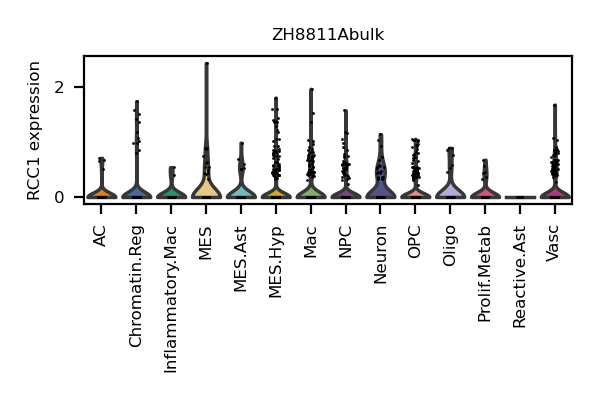 ZH8811Abulk
RCC1 expression
2
0
AC
Chromatin.Reg
Inflammatory.Mac
MES
MES.Ast
MES.Hyp
Mac
NPC
Neuron
OPC
Oligo
Prolif.Metab
Reactive.Ast
Vasc